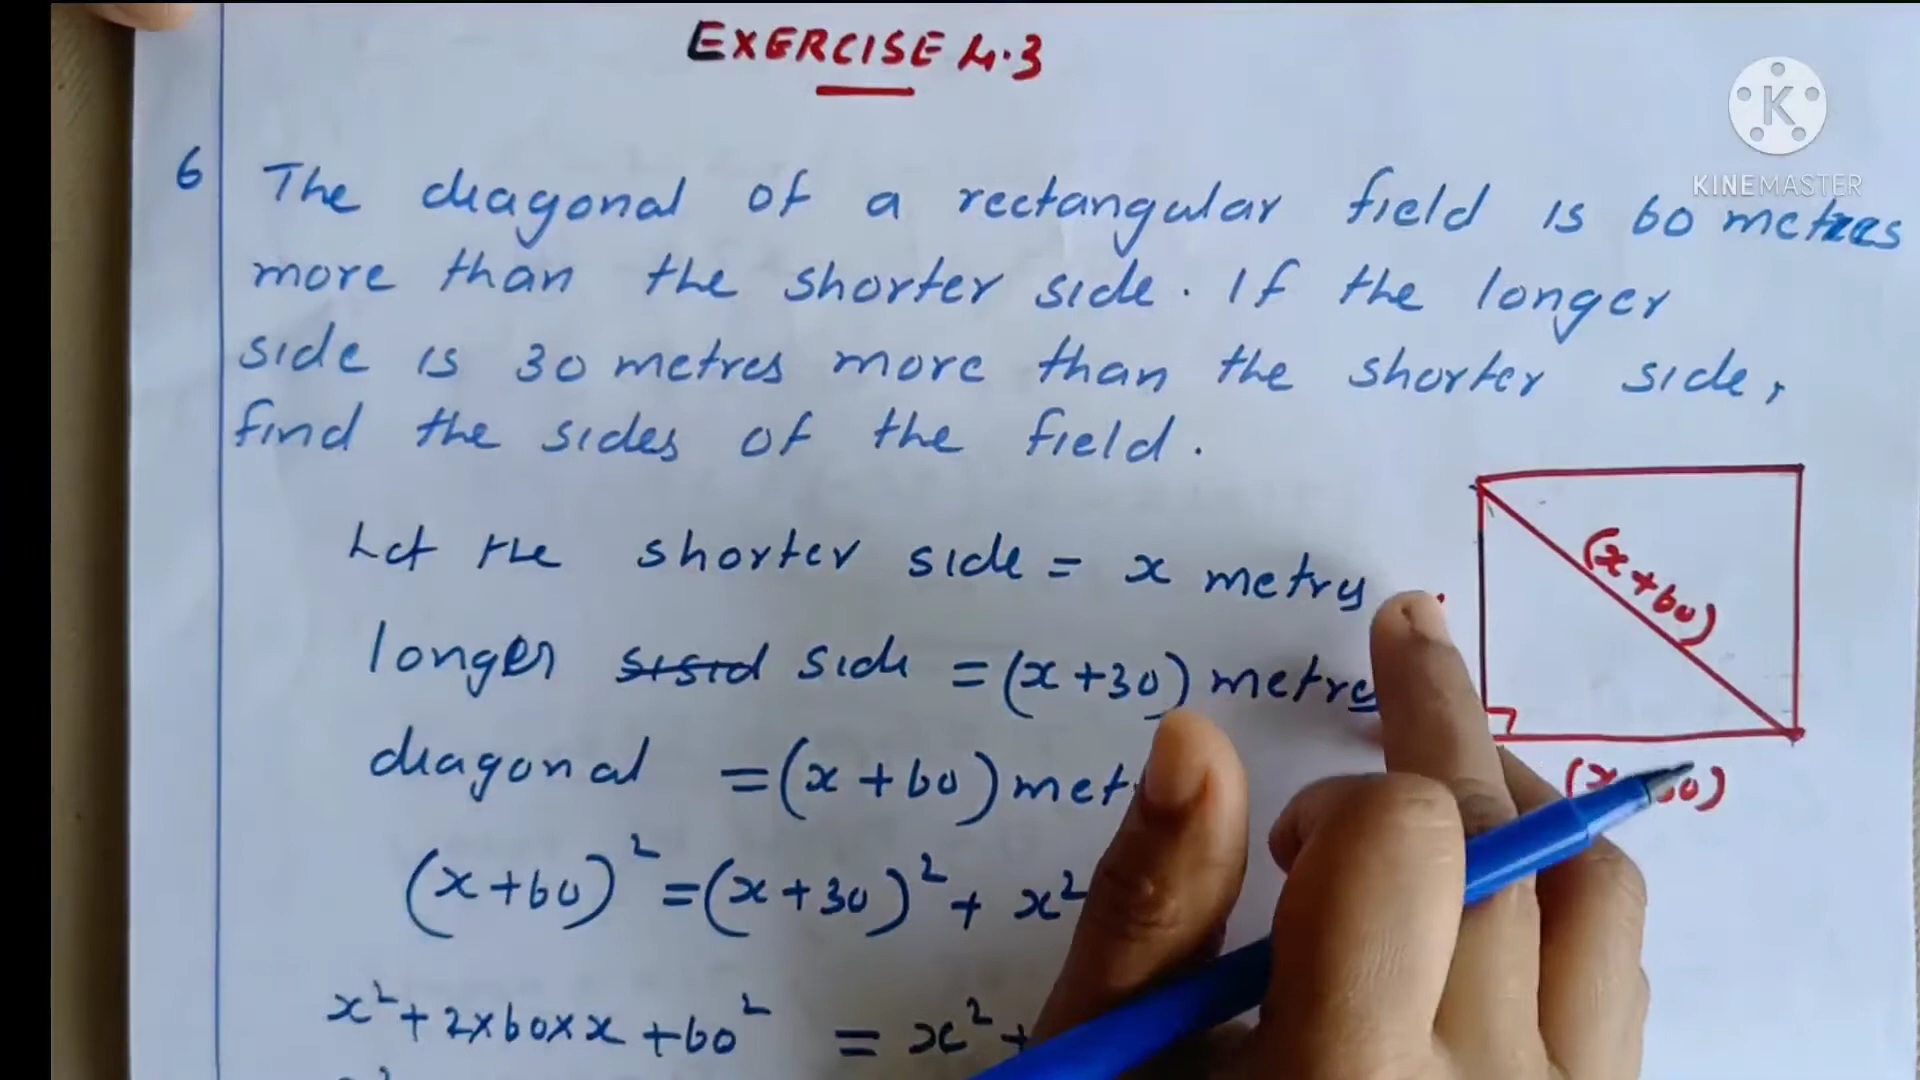 EXERCISE 4.3
KINEMASTER
6 The diagonal of a rectangular field is 60 metres
more than the shorter side. If the longer
side is 30 metres more than the shorter side,
find the sides of the field.
Let the shorter side = x metres
longer side = (x+30) metres
diagonal = (x+60) met
(x+60)² = (x+30)² + x²
x²+2×60×x+60² = x²+
(x+60)